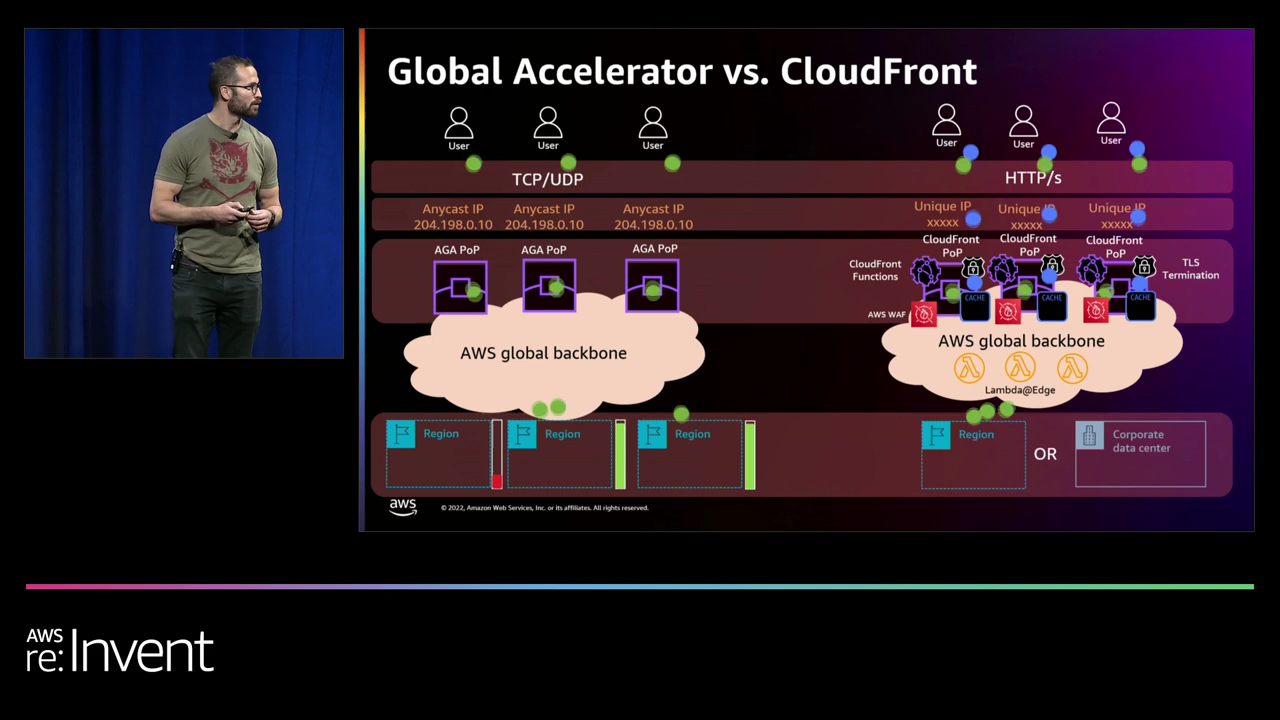 Global Accelerator vs. CloudFront
User
User
User
User
User
User
TCP/UDP
HTTP/s
Anycast IP
204.198.0.10
Anycast IP
204.198.0.10
Anycast IP
204.198.0.10
Unique IP
xxxxx
Unique IP
xxxxx
Unique IP
xxxxx
AGA PoP
AGA PoP
AGA PoP
CloudFront
PoP
CloudFront
PoP
CloudFront
PoP
CloudFront
Functions
TLS
Termination
CACHE
CACHE
CACHE
AWS WAF
AWS global backbone
AWS global backbone
Lambda@Edge
Region
Region
Region
Region
OR
Corporate
data center
aws
© 2022, Amazon Web Services, Inc. or its affiliates. All rights reserved.
AWS
re:Invent